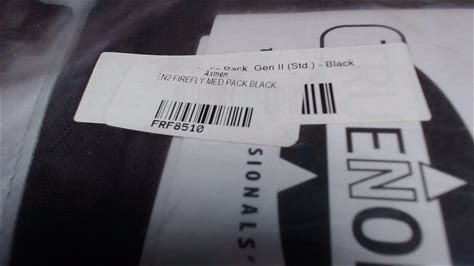 Pack, Gen II (Std.) - Black
Axmen
EN2 FIREFLY MED PACK BLACK
FRF8510
ENO
SIONALS'